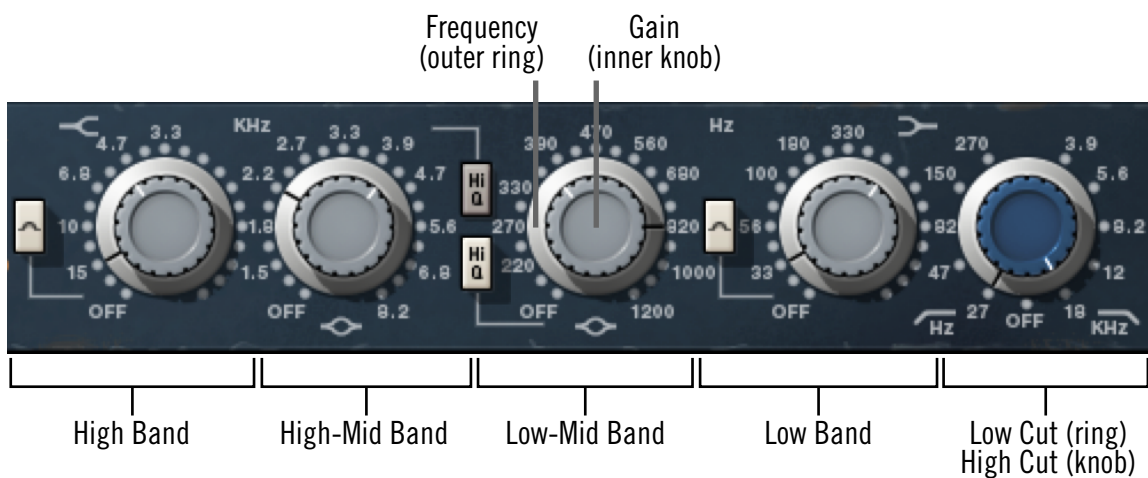 Frequency
(outer ring)
Gain
(inner knob)
3.3
4.7
6.8
10
15
OFF
KHz
3.3
2.7
3.9
2.2
4.7
1.8
5.6
1.5
6.8
OFF
8.2
Hi
Q
Hi
Q
470
390
560
330
680
270
820
220
1000
OFF
1200
Hz
330
180
100
56
33
OFF
270
3.9
150
5.6
82
8.2
47
12
27
OFF
18
Hz
KHz
High Band
High-Mid Band
Low-Mid Band
Low Band
Low Cut (ring)
High Cut (knob)